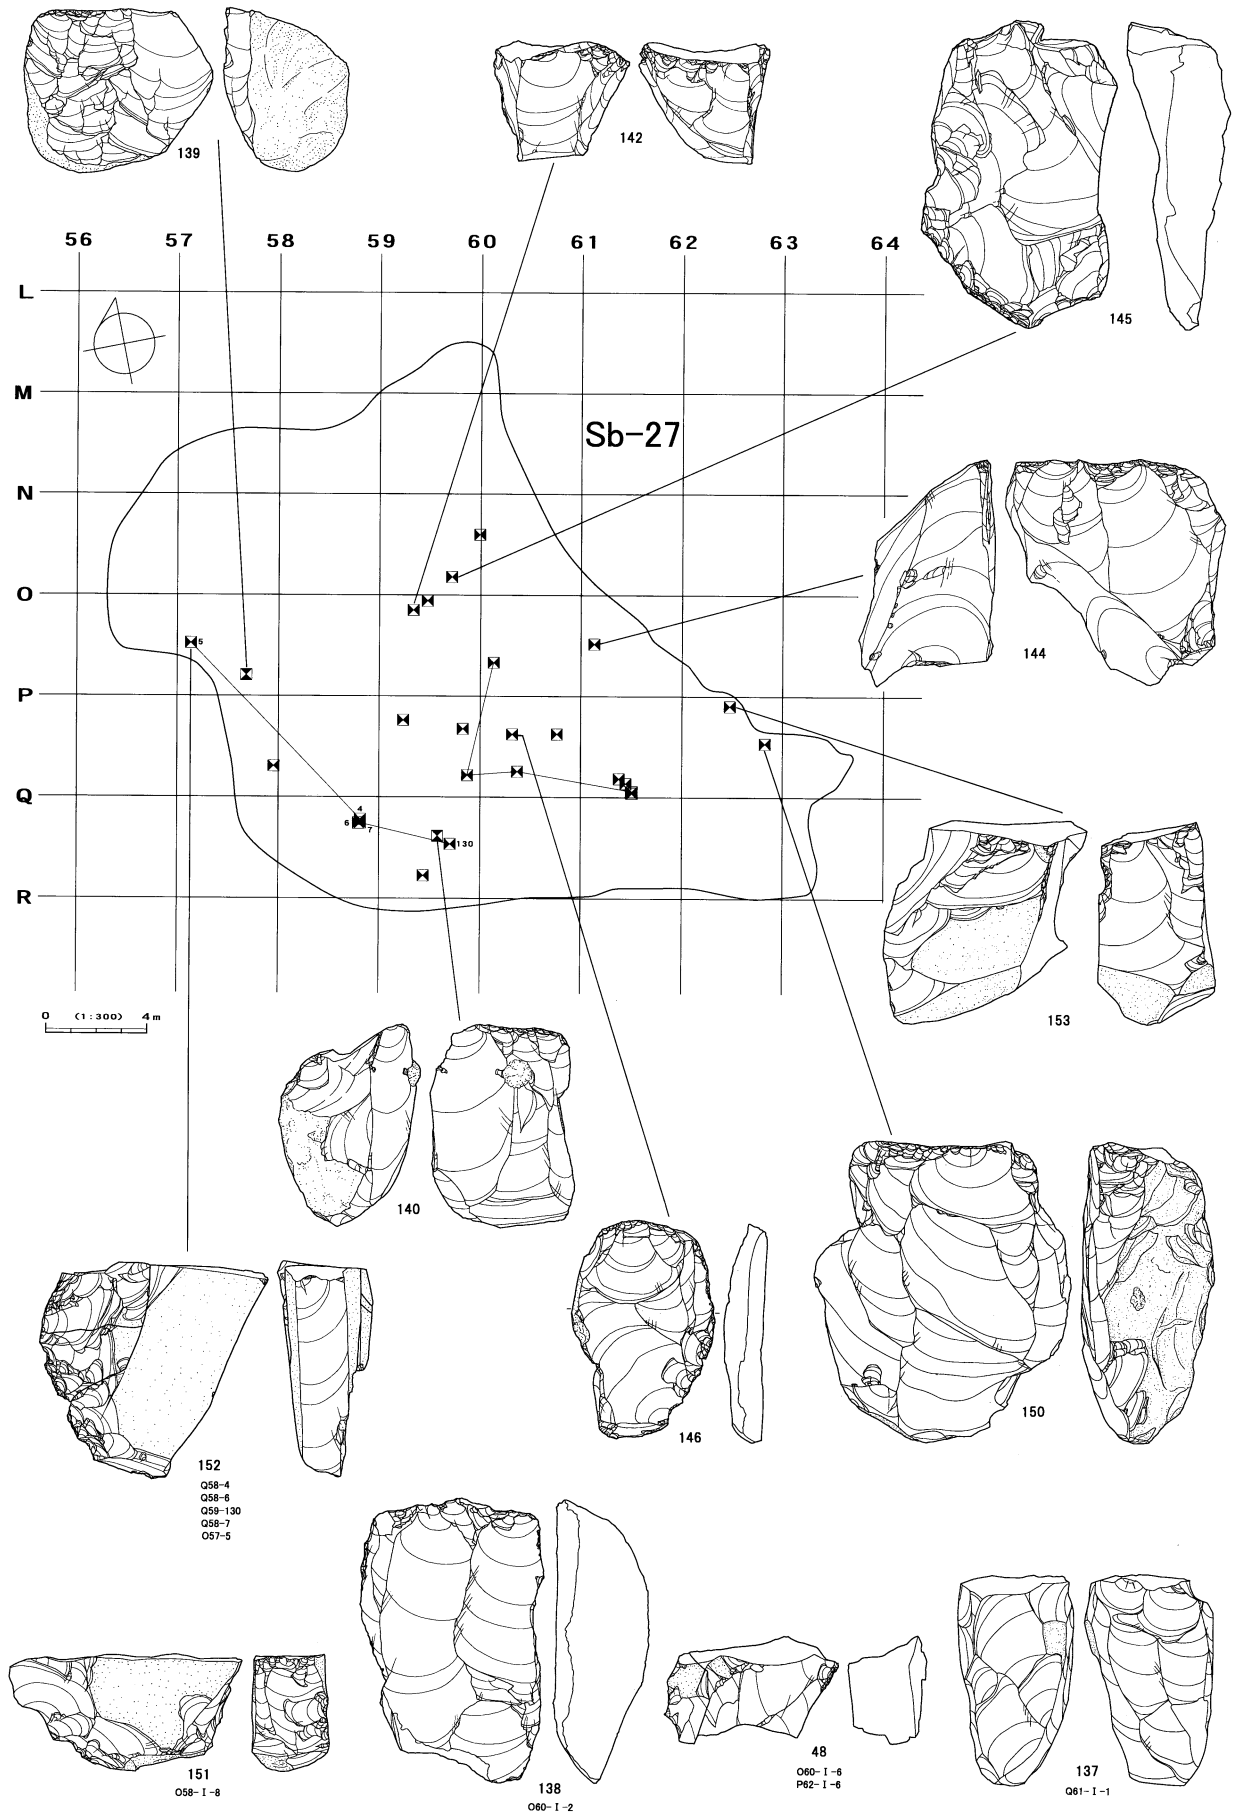 139
142
145
56 57 58 59 60 61 62 63 64
L
M
Sb-27
N
O
144
5
P
Q
4
6 7
130
R
0 (1:300) 4m
153
140
146
150
152
Q58-4
Q58-6
Q59-130
Q58-7
O57-5
151
O58-I-8
138
O60-I-2
48
O60-I-6
P62-I-6
137
Q61-I-1